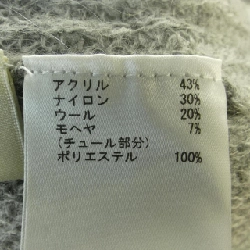 アクリル 43%
ナイロン 30%
ウール 20%
モヘヤ 7%
(チュール部分)
ポリエステル 100%